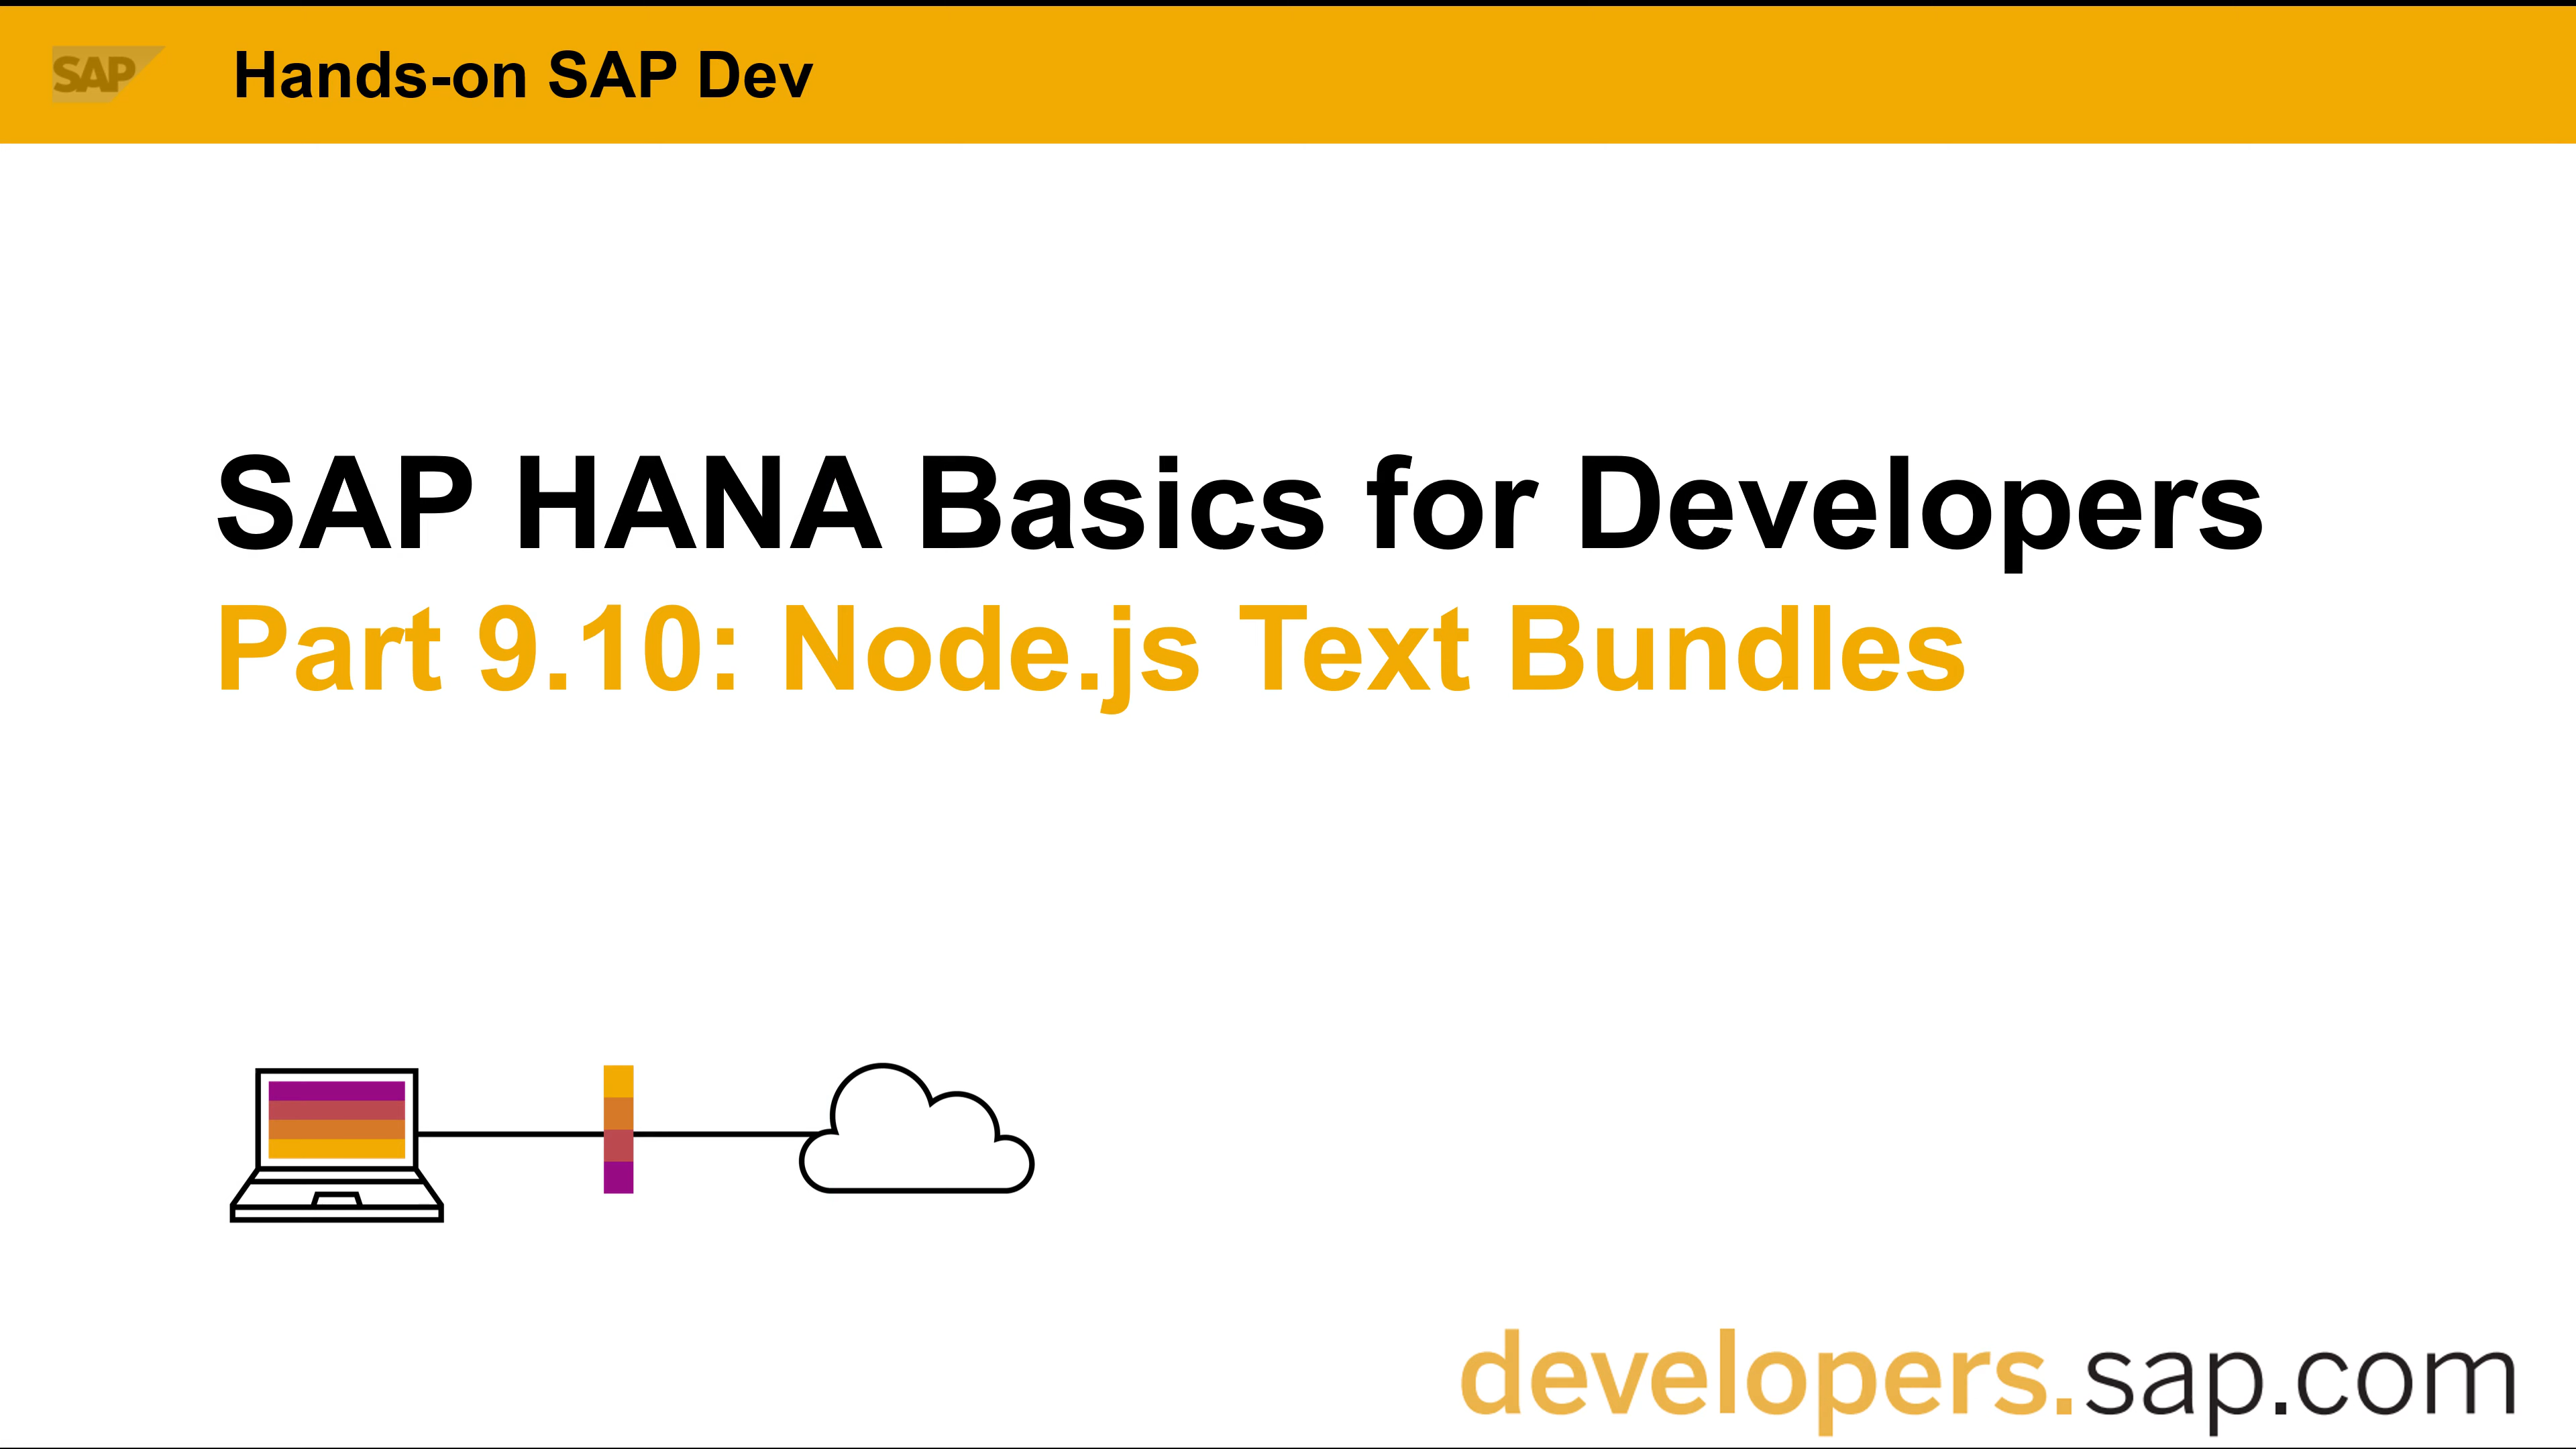 SAP
Hands-on SAP Dev
SAP HANA Basics for Developers
Part 9.10: Node.js Text Bundles
developers.sap.com